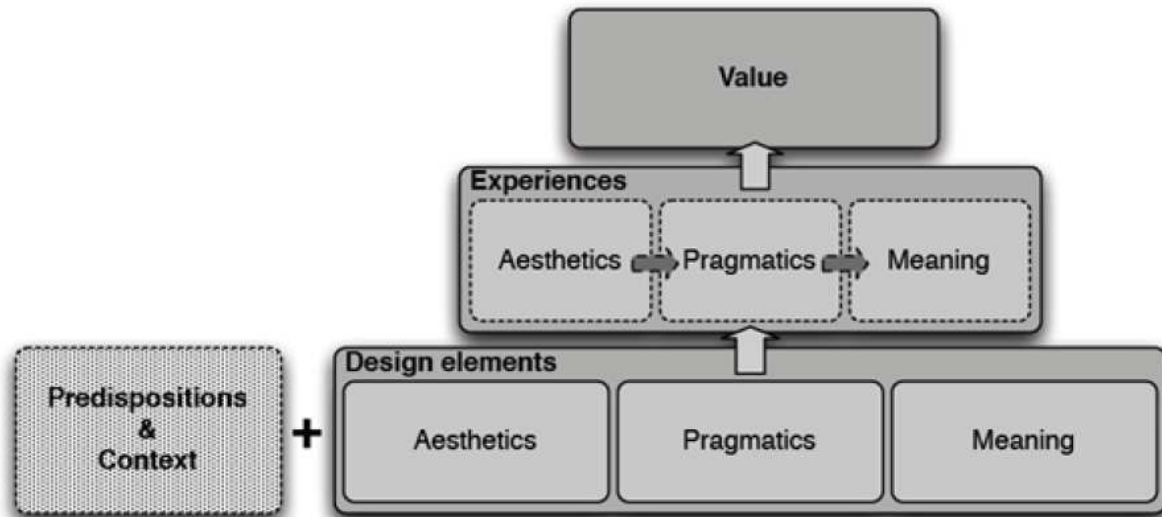 Value
Experiences
Aesthetics Pragmatics Meaning
Design elements
Predispositions
&
Context
+
Aesthetics Pragmatics Meaning